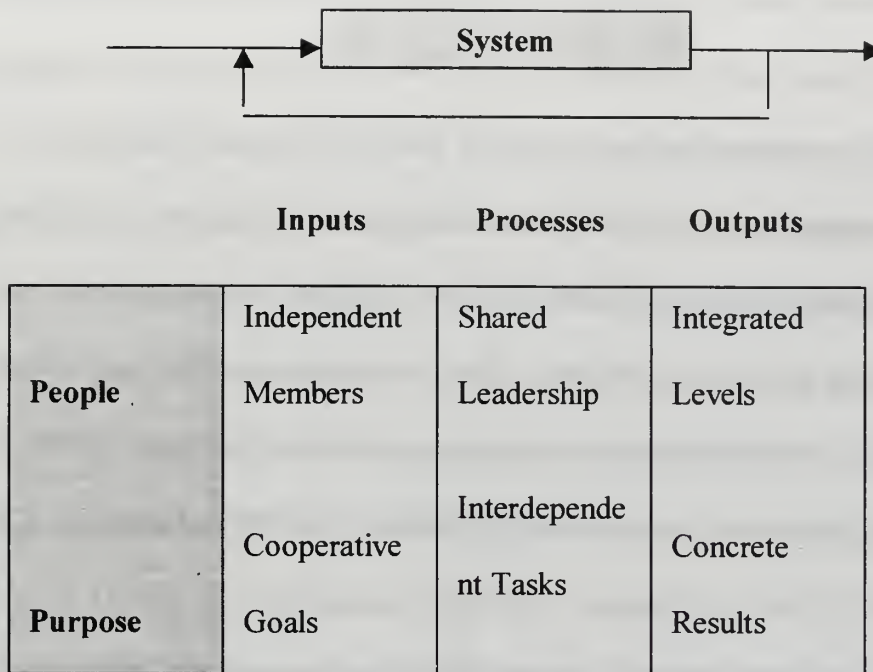 System
Inputs Processes Outputs
Independent Shared Integrated
People Members Leadership Levels
Interdepende
Cooperative Concrete
nt Tasks
Purpose Goals Results